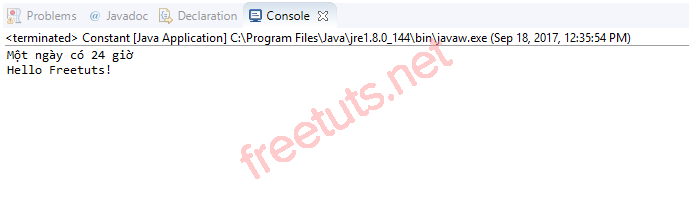 Problems @ Javadoc Declaration Console
<terminated> Constant [Java Application] C:\Program Files\Java\jre1.8.0_144\bin\javaw.exe (Sep 18, 2017, 12:35:54 PM)
Một ngày có 24 giờ
Hello Freetuts!
freetuts.net